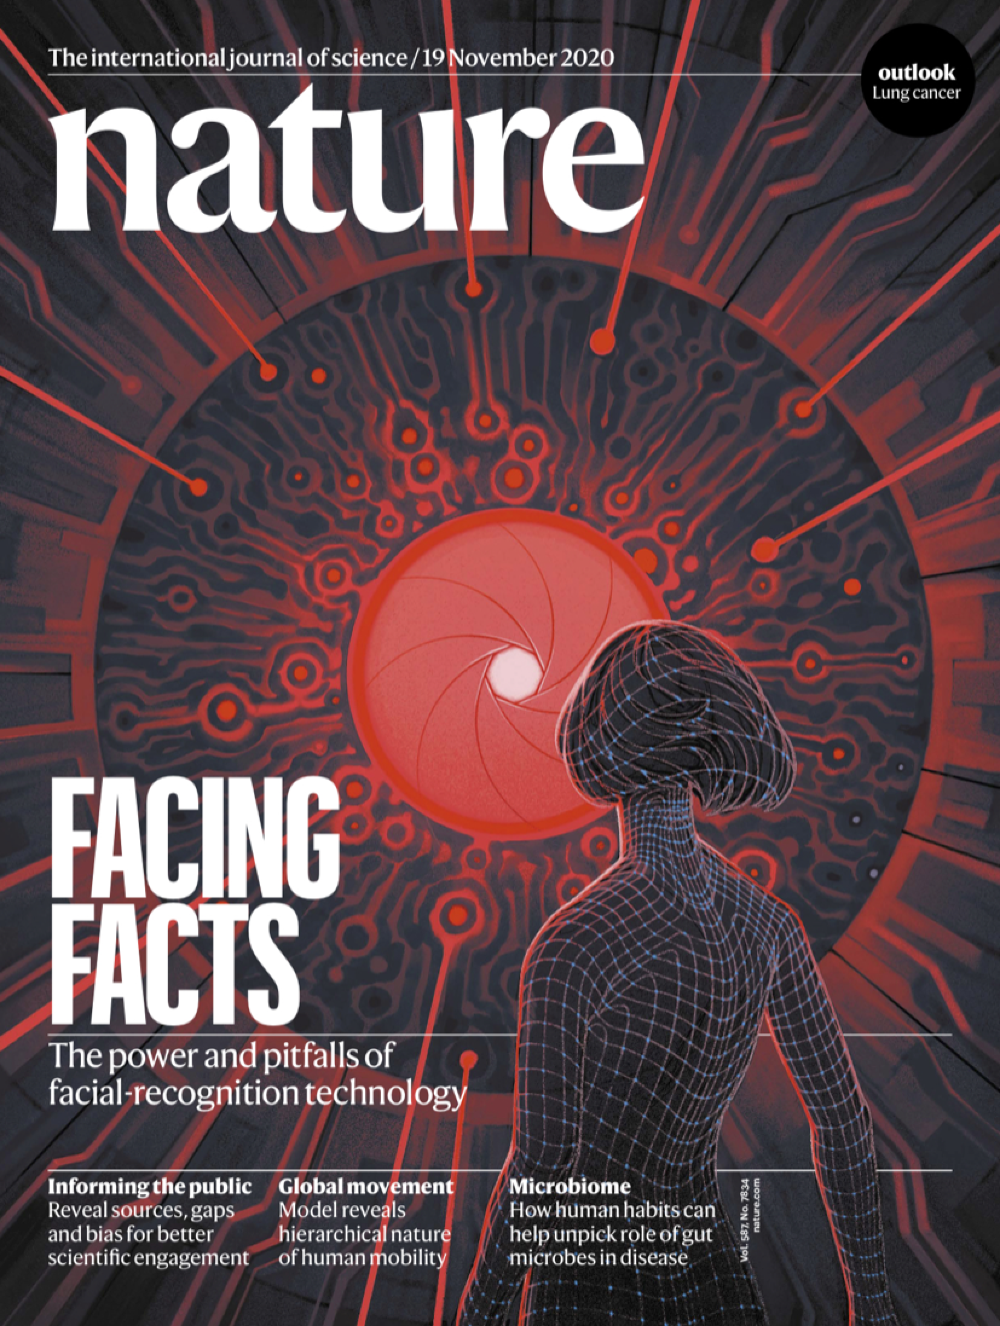 The international journal of science / 19 November 2020
outlook
Lung cancer
nature
FACING
FACTS
The power and pitfalls of
facial-recognition technology
Informing the public
Reveal sources, gaps
and bias for better
scientific engagement
Global movement
Model reveals
hierarchical nature
of human mobility
Microbiome
How human habits can
help unpick role of gut
microbes in disease
Vol. 587, No. 7834
nature.com